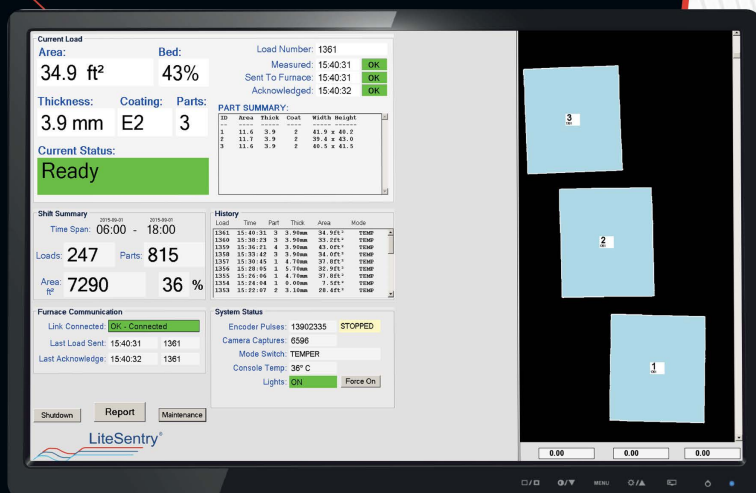 Current Load
Area: Bed:
34.9 ft² 43%
Thickness: Coating: Parts:
3.9 mm E2 3
Current Status:
Ready
Load Number: 1361
Measured: 15:40:31 OK
Sent To Furnace: 15:40:31 OK
Acknowledged: 15:40:32 OK
PART SUMMARY:
ID Area Thick Coat Width Height
1 11.6 3.9 2 41.9 x 40.2
2 11.7 3.9 2 39.4 x 43.0
3 11.6 3.9 2 40.5 x 41.5
Shift Summary
2015-09-01 2015-09-01
Time Span: 06:00 - 18:00
Loads: 247 Parts: 815
Area: ft² 7290 36 %
History
Load Time Part Thick Area Mode
1361 15:40:31 3 3.90mm 34.9ft² TEMP
1360 15:38:23 3 3.90mm 33.2ft² TEMP
1359 15:36:21 4 3.90mm 43.0ft² TEMP
1358 15:33:42 3 3.90mm 34.0ft² TEMP
1357 15:30:45 1 4.70mm 37.8ft² TEMP
1356 15:28:05 1 5.70mm 32.9ft² TEMP
1355 15:26:06 1 4.70mm 37.8ft² TEMP
1354 15:24:04 1 0.00mm 7.5ft² TEMP
1353 15:22:07 2 3.10mm 28.4ft² TEMP
Furnace Communication
Link Connected: OK - Connected
Last Load Sent: 15:40:31 1361
Last Acknowledge: 15:40:32 1361
System Status
Encoder Pulses: 13902335 STOPPED
Camera Captures: 6596
Mode Switch: TEMPER
Console Temp: 36° C
Lights: ON Force On
Shutdown Report Maintenance
LiteSentry®
3
2
1
0.00 0.00 0.00
MENU